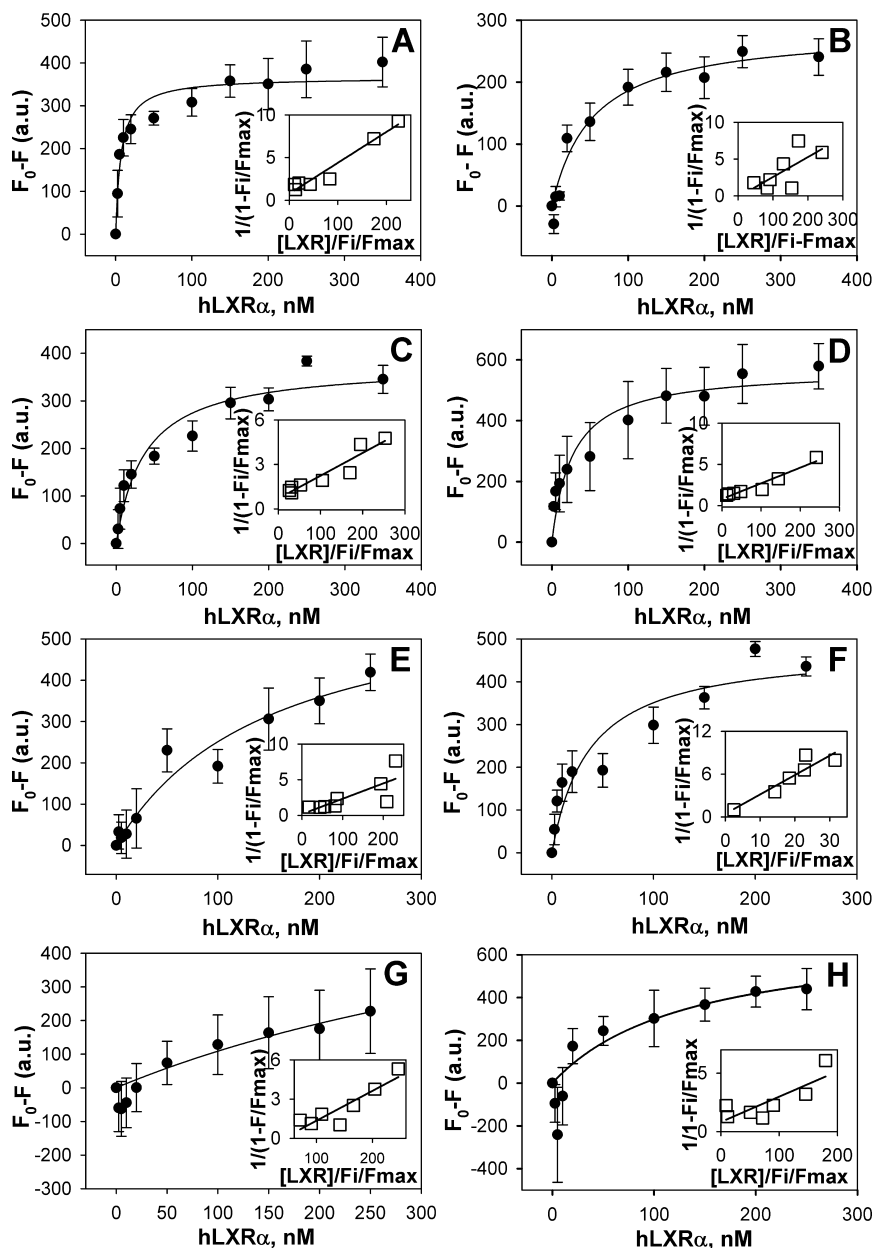 A
F0-F (a.u.)
500
400
300
200
100
0
1/(1-Fi/Fmax)
10
5
0
0 100 200
[LXR]/Fi/Fmax
0 100 200 300 400
hLXRα, nM
B
F0- F (a.u.)
300
200
100
0
1/(1-Fi/Fmax)
10
5
0
0 100 200 300
[LXR]/Fi-Fmax
0 100 200 300 400
hLXRα, nM
C
F0-F (a.u.)
400
300
200
100
0
1/(1-Fi/Fmax)
6
3
0
0 100 200 300
[LXR]/Fi/Fmax
0 100 200 300 400
hLXRα, nM
D
F0-F (a.u.)
600
400
200
0
1/(1-Fi/Fmax)
10
5
0
0 100 200 300
[LXR]/Fi/Fmax
0 100 200 300 400
hLXRα, nM
E
F0-F (a.u.)
500
400
300
200
100
0
1/(1-Fi/Fmax)
10
5
0
0 100 200
[LXR]/Fi/Fmax
0 100 200 300
hLXRα, nM
F
F0-F (a.u.)
500
400
300
200
100
0
1/(1-Fi/Fmax)
12
6
0
0 10 20 30
[LXR]/Fi/Fmax
0 100 200 300
hLXRα, nM
G
F0-F (a.u.)
400
300
200
100
0
-100
-200
-300
1/(1-F/Fmax)
6
3
0
100 200
[LXR]/Fi/Fmax
0 50 100 150 200 250 300
hLXRα, nM
H
F0-F (a.u.)
600
400
200
0
-200
-400
1/1-Fi/Fmax
5
0
0 100 200
[LXR]/Fi/Fmax
0 100 200 300
hLXRα, nM